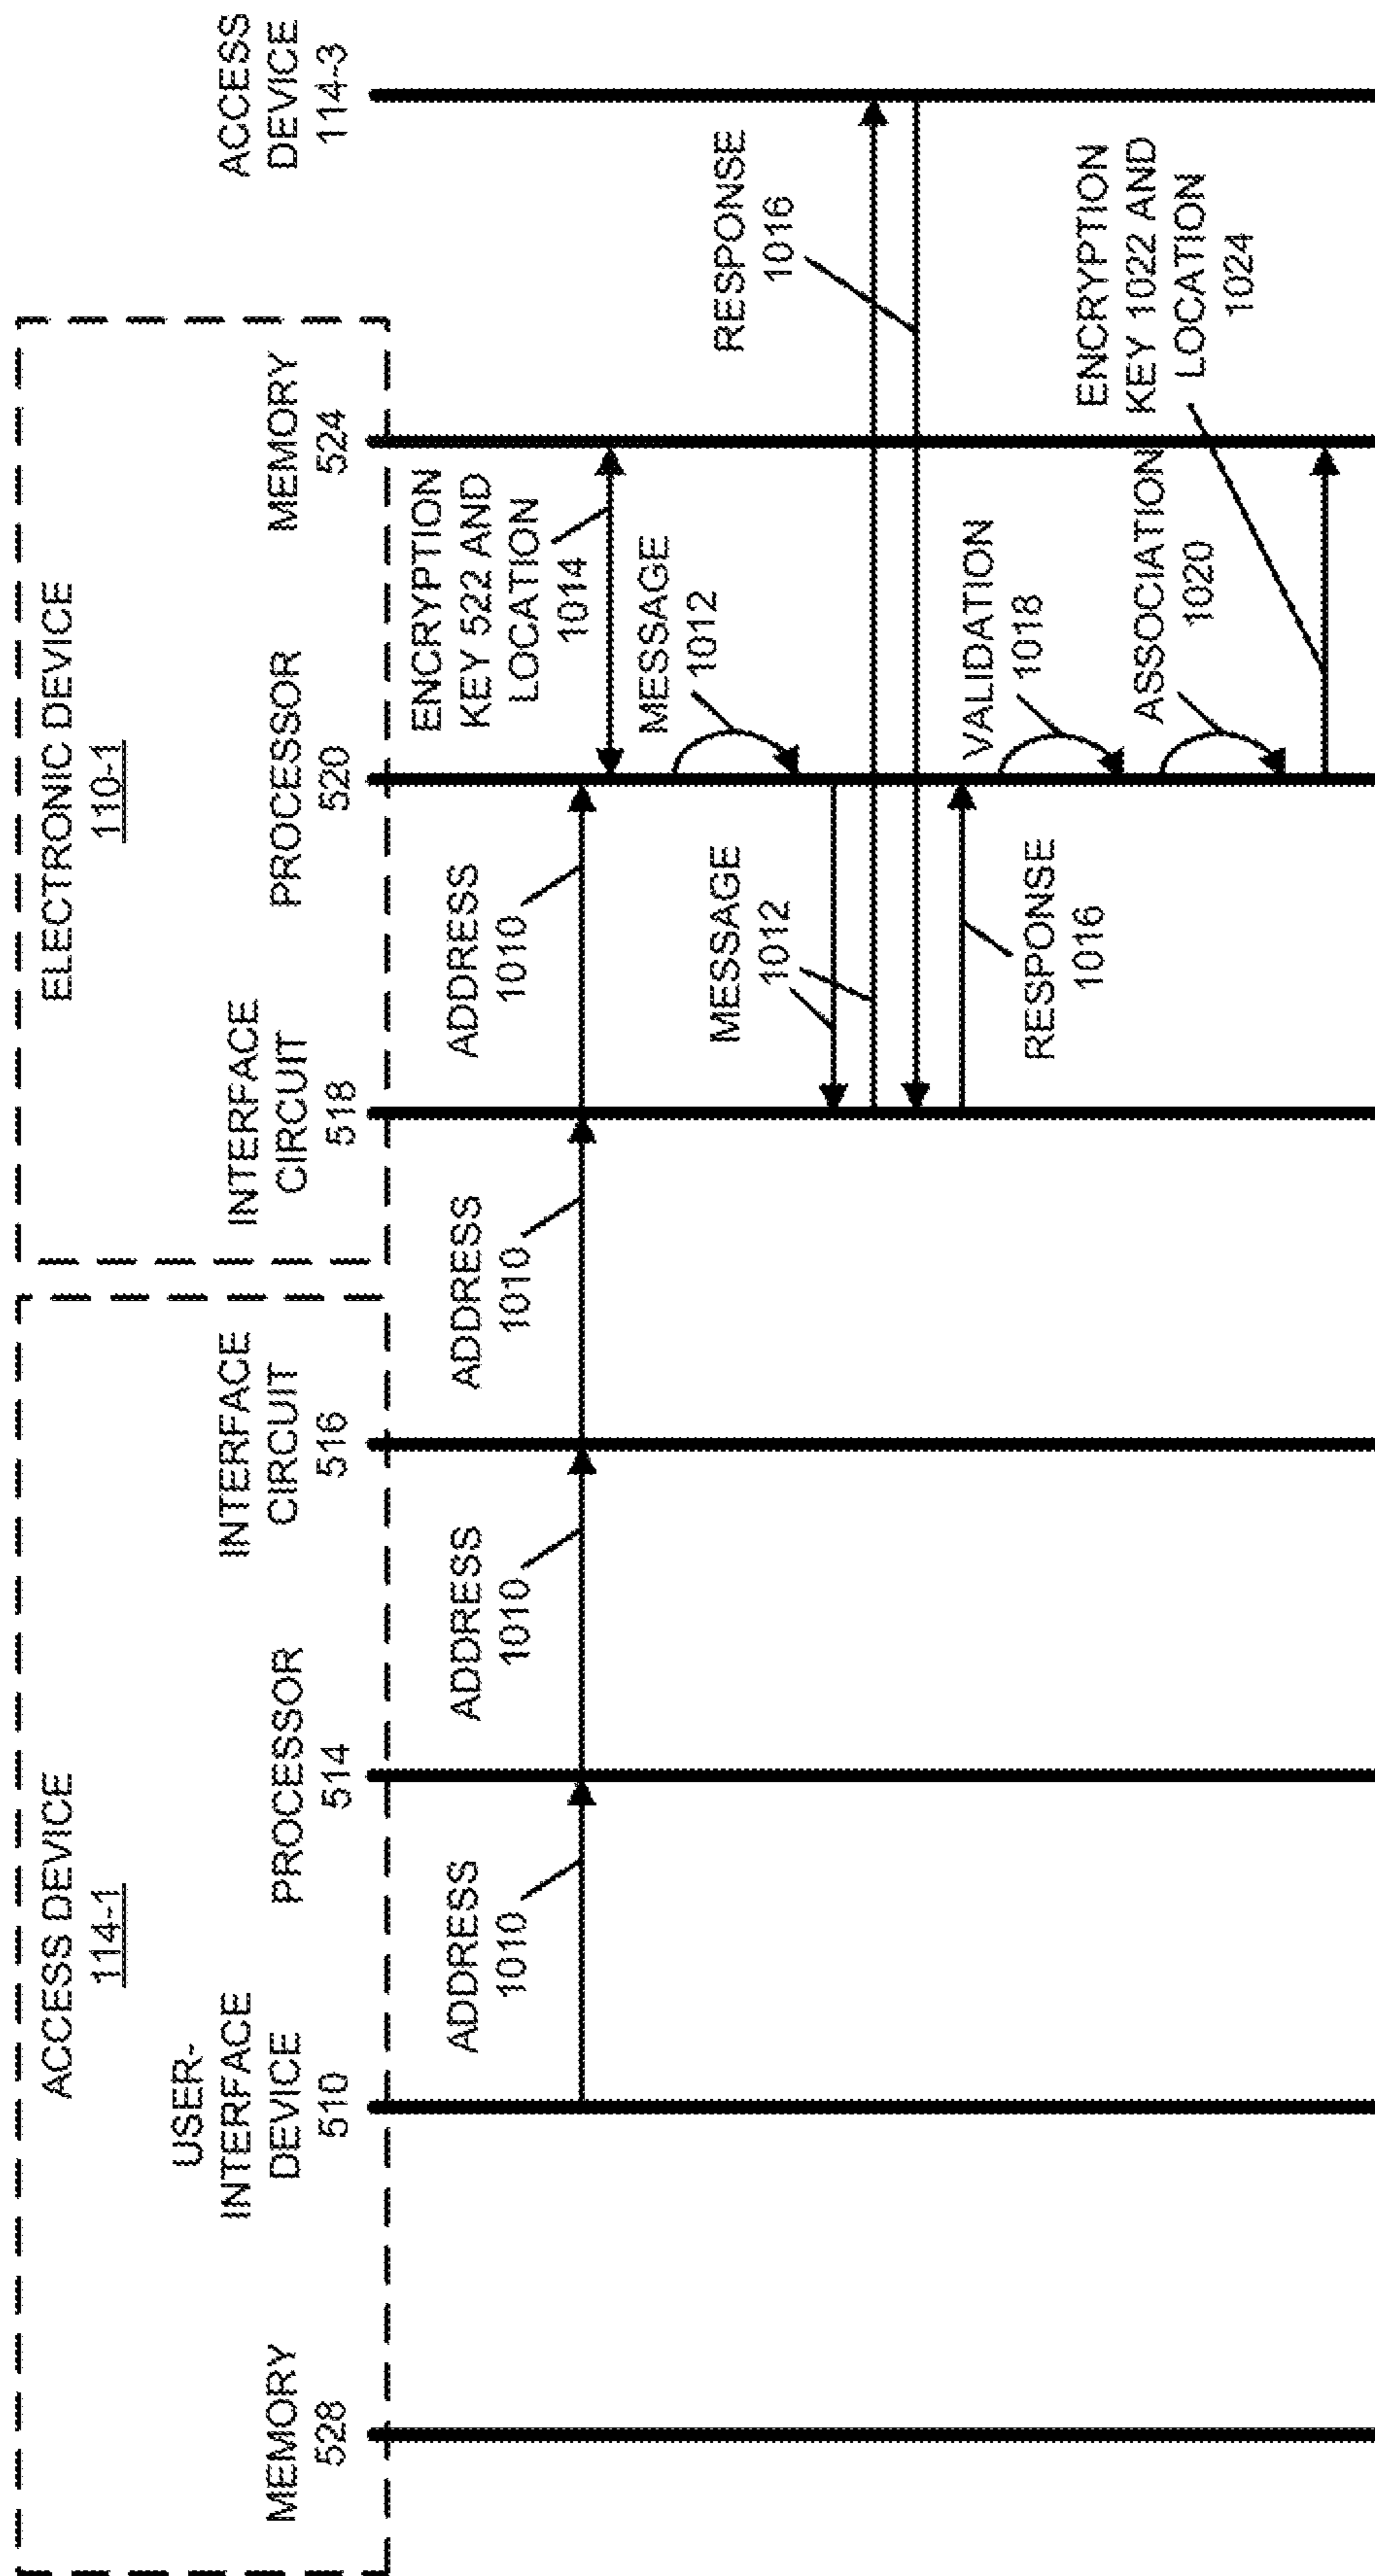 ACCESS DEVICE
114-1
ELECTRONIC DEVICE
110-1
MEMORY
528
USER-
INTERFACE
DEVICE
510
PROCESSOR
514
INTERFACE
CIRCUIT
516
INTERFACE
CIRCUIT
518
PROCESSOR
520
MEMORY
524
ACCESS
DEVICE
114-3
ADDRESS
1010
ADDRESS
1010
ADDRESS
1010
ADDRESS
1010
ENCRYPTION
KEY 522 AND
LOCATION
1014
MESSAGE
1012
MESSAGE
1012
RESPONSE
1016
RESPONSE
1016
VALIDATION
1018
ASSOCIATION
1020
ENCRYPTION
KEY 1022 AND
LOCATION
1024